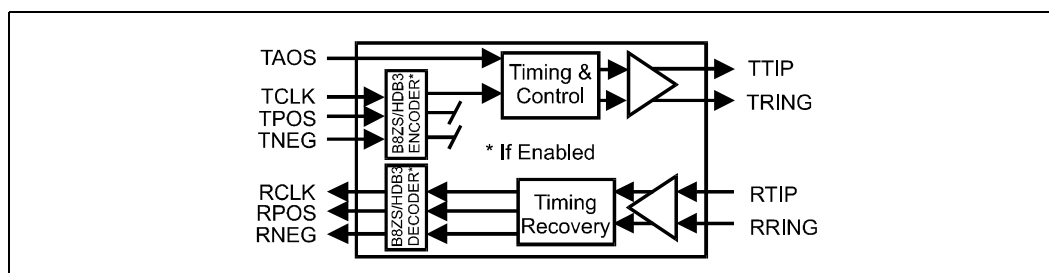 TAOS
TCLK
TPOS
TNEG
B8ZS/HDB3
ENCODER*
Timing &
Control
TTIP
TRING
* If Enabled
RCLK
RPOS
RNEG
B8ZS/HDB3
DECODER*
Timing
Recovery
RTIP
RRING